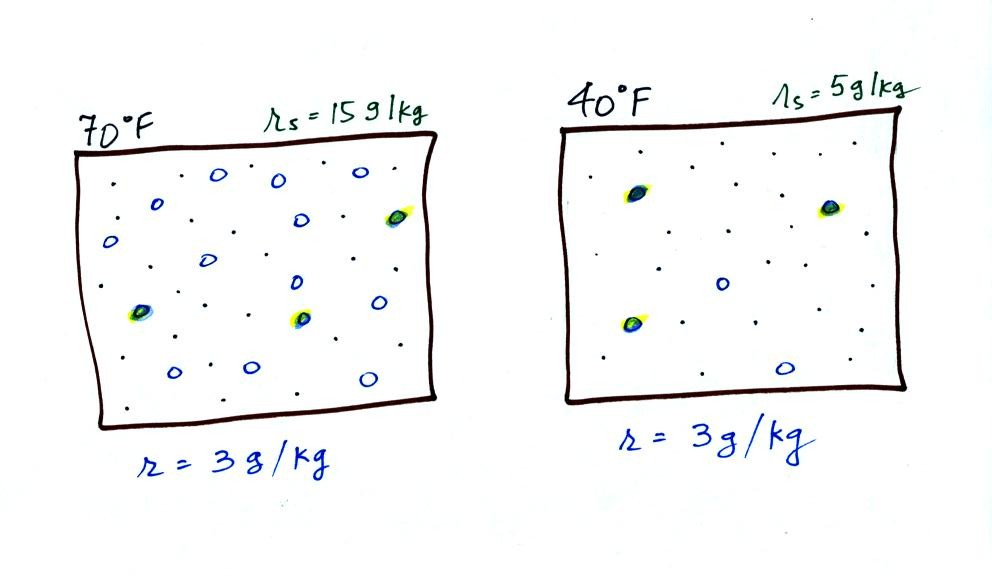 70°F
rs = 15 g/kg
r = 3 g/kg
40°F
rs = 5 g/kg
r = 3 g/kg